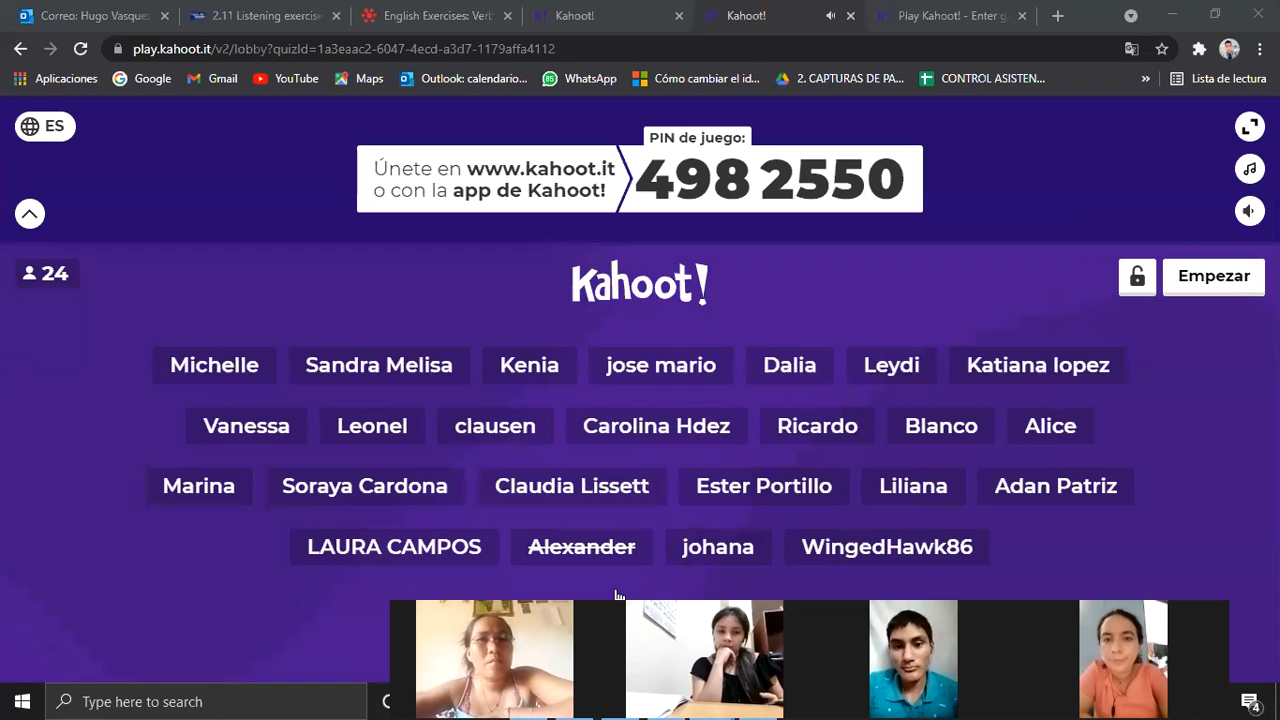 Correo: Hugo Vasquez
2.11 Listening exercise
English Exercises: Verb
Kahoot!
Kahoot!
Play Kahoot! - Enter g
play.kahoot.it/v2/lobby?quizId=1a3eaac2-6047-4ecd-a3d7-1179affa4112
Aplicaciones Google Gmail YouTube Maps Outlook: calendario... WhatsApp Cómo cambiar el id... 2. CAPTURAS DE PA... CONTROL ASISTEN... » Lista de lectura
ES
PIN de juego:
Únete en www.kahoot.it
o con la app de Kahoot!
498 2550
24
Kahoot!
Empezar
Michelle Sandra Melisa Kenia jose mario Dalia Leydi Katiana lopez
Vanessa Leonel clausen Carolina Hdez Ricardo Blanco Alice
Marina Soraya Cardona Claudia Lissett Ester Portillo Liliana Adan Patriz
LAURA CAMPOS Alexander johana WingedHawk86
Type here to search
4